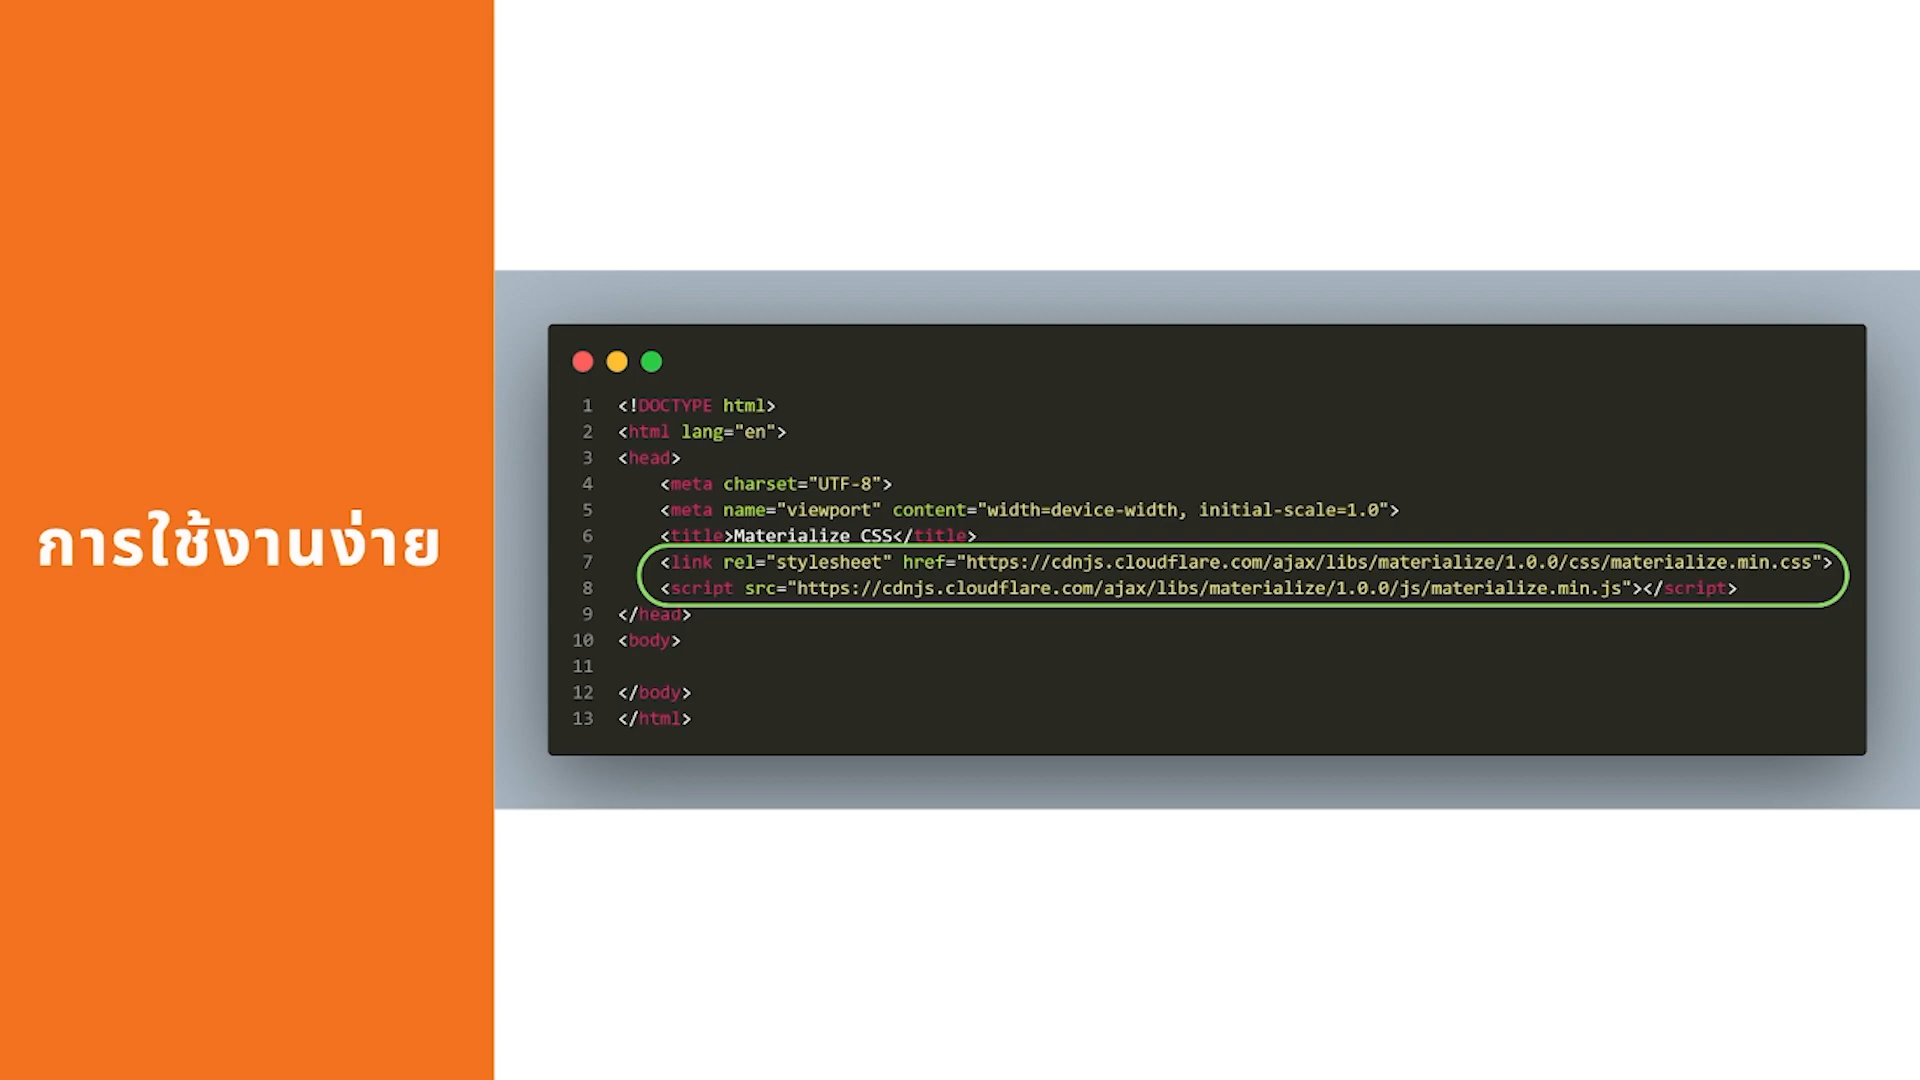 การใช้งานง่าย
1 <!DOCTYPE html>
2 <html lang="en">
3 <head>
4     <meta charset="UTF-8">
5     <meta name="viewport" content="width=device-width, initial-scale=1.0">
6     <title>Materialize CSS</title>
7     <link rel="stylesheet" href="https://cdnjs.cloudflare.com/ajax/libs/materialize/1.0.0/css/materialize.min.css">
8     <script src="https://cdnjs.cloudflare.com/ajax/libs/materialize/1.0.0/js/materialize.min.js"></script>
9 </head>
10 <body>
11
12 </body>
13 </html>